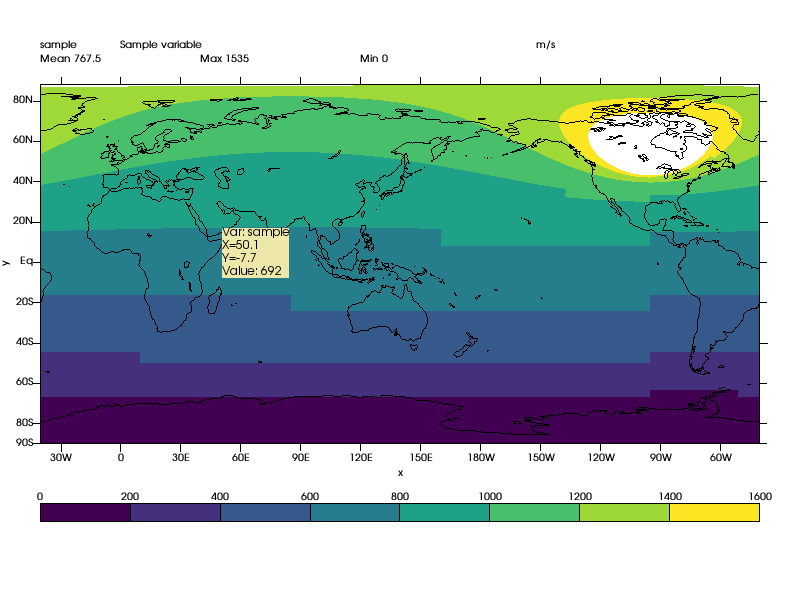 sample Sample variable m/s
Mean 767.5 Max 1535 Min 0
80N
60N
40N
20N
Var: sample
X=50.1
Y=-7.7
Value: 692
y Eq
20S
40S
60S
80S
90S
30W 0 30E 60E 90E 120E 150E 180W 150W 120W 90W 60W
x
0 200 400 600 800 1000 1200 1400 1600